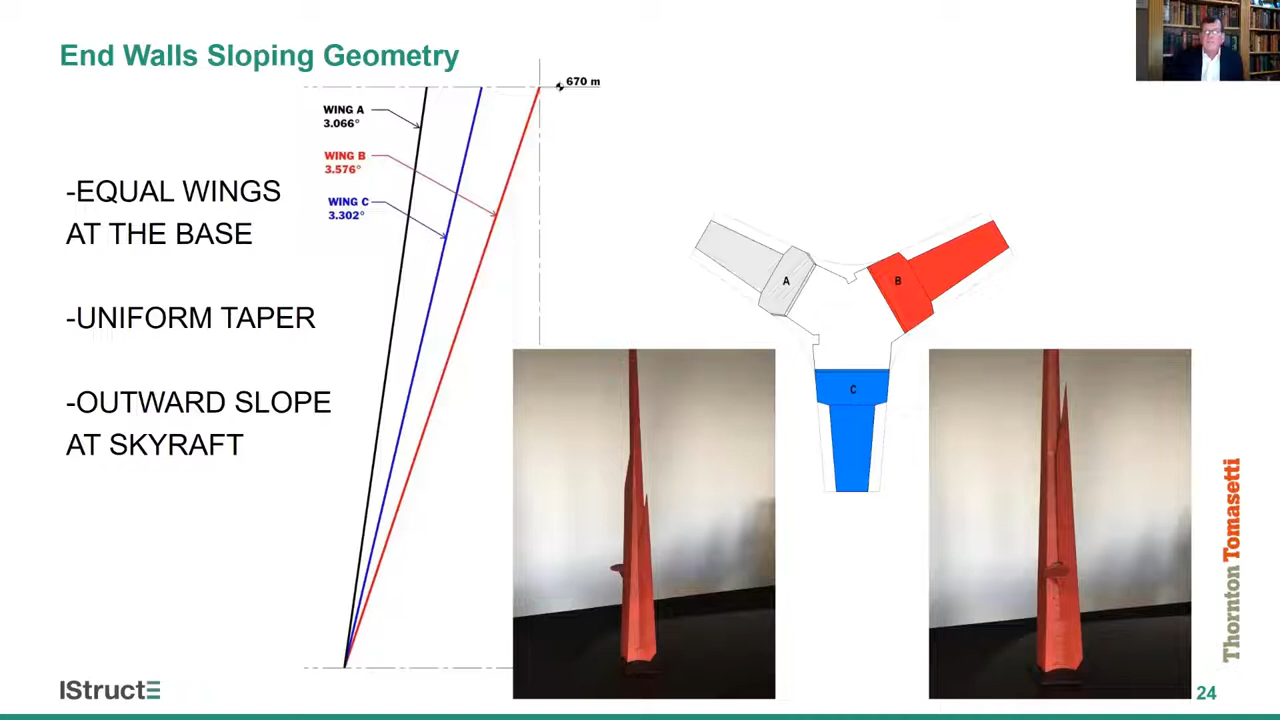 End Walls Sloping Geometry
670 m
WING A
3.066°
WING B
3.576°
WING C
3.302°
-EQUAL WINGS
AT THE BASE
-UNIFORM TAPER
-OUTWARD SLOPE
AT SKYRAFT
A
B
C
Thornton Tomasetti
IStructE
24